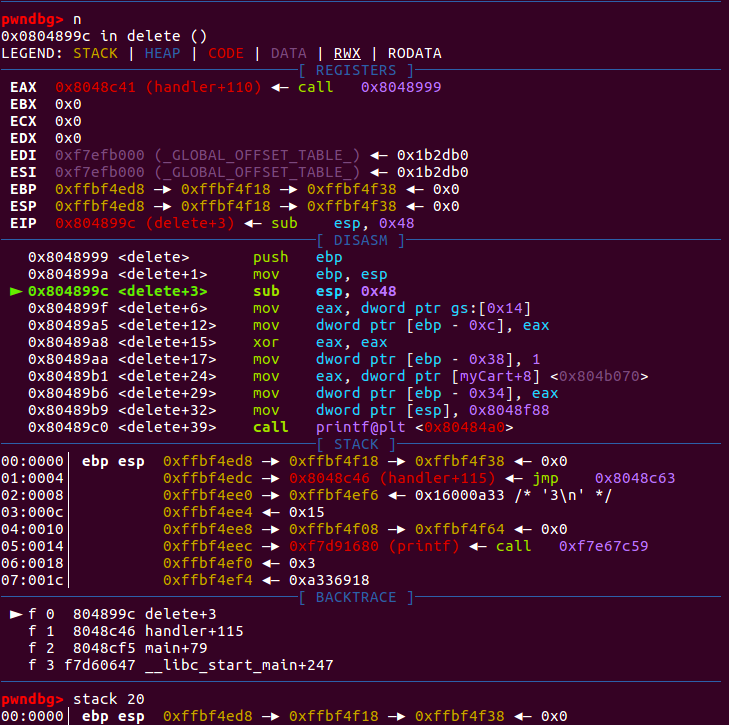 pwndbg> n
0x0804899c in delete ()
LEGEND: STACK | HEAP | CODE | DATA | RWX | RODATA
[ REGISTERS ]
EAX 0x8048c41 (handler+110) ◂— call 0x8048999
EBX 0x0
ECX 0x0
EDX 0x0
EDI 0xf7efb000 (_GLOBAL_OFFSET_TABLE_) ◂— 0x1b2db0
ESI 0xf7efb000 (_GLOBAL_OFFSET_TABLE_) ◂— 0x1b2db0
EBP 0xffbf4ed8 —▸ 0xffbf4f18 —▸ 0xffbf4f38 ◂— 0x0
ESP 0xffbf4ed8 —▸ 0xffbf4f18 —▸ 0xffbf4f38 ◂— 0x0
EIP 0x804899c (delete+3) ◂— sub esp, 0x48
[ DISASM ]
0x8048999 <delete> push ebp
0x804899a <delete+1> mov ebp, esp
► 0x804899c <delete+3> sub esp, 0x48
0x804899f <delete+6> mov eax, dword ptr gs:[0x14]
0x80489a5 <delete+12> mov dword ptr [ebp - 0xc], eax
0x80489a8 <delete+15> xor eax, eax
0x80489aa <delete+17> mov dword ptr [ebp - 0x38], 1
0x80489b1 <delete+24> mov eax, dword ptr [myCart+8] <0x804b070>
0x80489b6 <delete+29> mov dword ptr [ebp - 0x34], eax
0x80489b9 <delete+32> mov dword ptr [esp], 0x8048f88
0x80489c0 <delete+39> call printf@plt <0x80484a0>
[ STACK ]
00:0000│ ebp esp 0xffbf4ed8 —▸ 0xffbf4f18 —▸ 0xffbf4f38 ◂— 0x0
01:0004│ 0xffbf4edc —▸ 0x8048c46 (handler+115) ◂— jmp 0x8048c63
02:0008│ 0xffbf4ee0 —▸ 0xffbf4ef6 ◂— 0x16000a33 /* '3\n' */
03:000c│ 0xffbf4ee4 ◂— 0x15
04:0010│ 0xffbf4ee8 —▸ 0xffbf4f08 —▸ 0xffbf4f64 ◂— 0x0
05:0014│ 0xffbf4eec —▸ 0xf7d91680 (printf) ◂— call 0xf7e67c59
06:0018│ 0xffbf4ef0 ◂— 0x3
07:001c│ 0xffbf4ef4 ◂— 0xa336918
[ BACKTRACE ]
► f 0 804899c delete+3
f 1 8048c46 handler+115
f 2 8048cf5 main+79
f 3 f7d60647 __libc_start_main+247
pwndbg> stack 20
00:0000│ ebp esp 0xffbf4ed8 —▸ 0xffbf4f18 —▸ 0xffbf4f38 ◂— 0x0